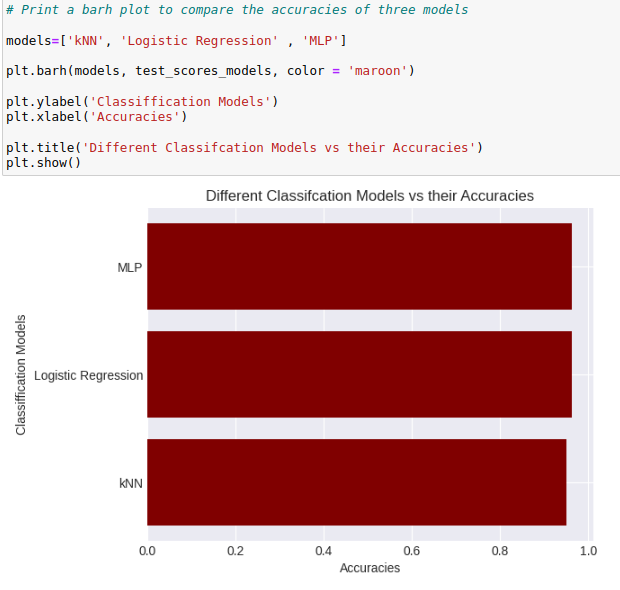 # Print a barh plot to compare the accuracies of three models
models=['kNN', 'Logistic Regression' , 'MLP']
plt.barh(models, test_scores_models, color = 'maroon')
plt.ylabel('Classiffication Models')
plt.xlabel('Accuracies')
plt.title('Different Classifcation Models vs their Accuracies')
plt.show()
Different Classifcation Models vs their Accuracies
Classiffication Models
MLP
Logistic Regression
kNN
0.0 0.2 0.4 0.6 0.8 1.0
Accuracies